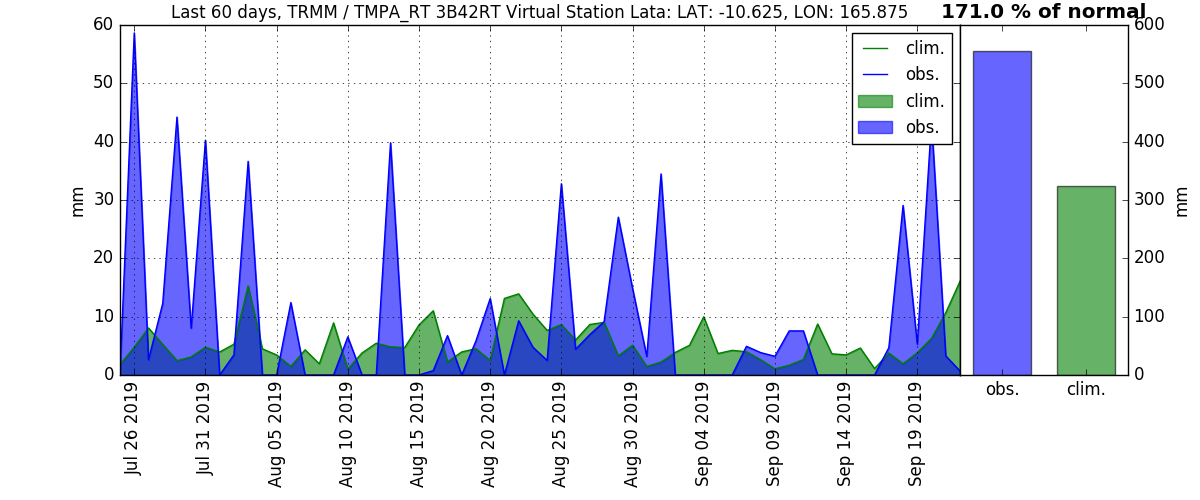 Last 60 days, TRMM / TMPA_RT 3B42RT Virtual Station Lata: LAT: -10.625, LON: 165.875
171.0 % of normal
60
50
40
30
20
10
0
mm
clim.
obs.
clim.
obs.
600
500
400
300
200
100
0
mm
obs.
clim.
Jul 26 2019
Jul 31 2019
Aug 05 2019
Aug 10 2019
Aug 15 2019
Aug 20 2019
Aug 25 2019
Aug 30 2019
Sep 04 2019
Sep 09 2019
Sep 14 2019
Sep 19 2019